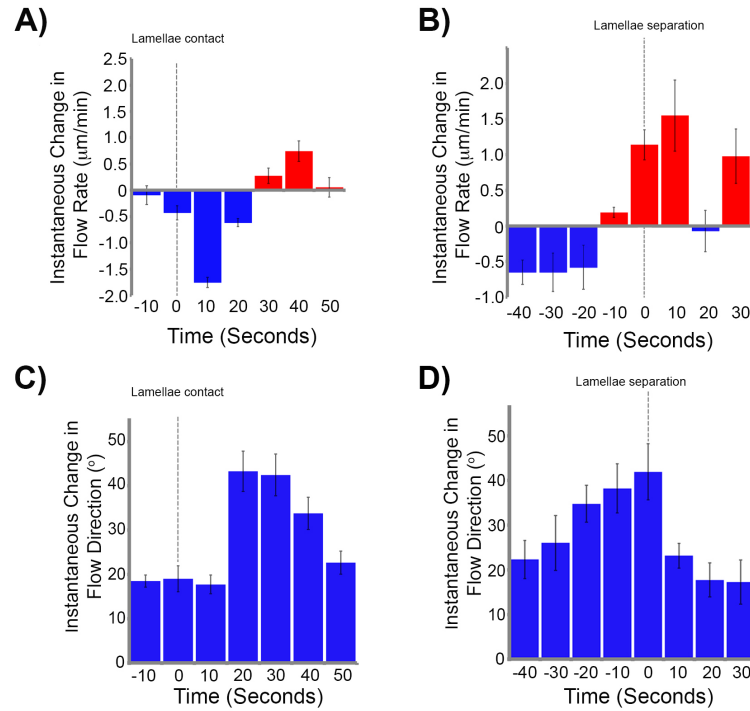 A)
Lamellae contact
Instantaneous Change in
Flow Rate (μm/min)
2.5
2.0
1.5
1.0
0.5
0
-0.5
-1.0
-1.5
-2.0
-10 0 10 20 30 40 50
Time (Seconds)
B)
Lamellae separation
Instantaneous Change in
Flow Rate (μm/min)
2.0
1.5
1.0
0.5
0
-0.5
-1.0
-40 -30 -20 -10 0 10 20 30
Time (Seconds)
C)
Lamellae contact
Instantaneous Change in
Flow Direction (º)
50
40
30
20
10
0
-10 0 10 20 30 40 50
Time (Seconds)
D)
Lamellae separation
Instantaneous Change in
Flow Direction (º)
50
40
30
20
10
0
-40 -30 -20 -10 0 10 20 30
Time (Seconds)